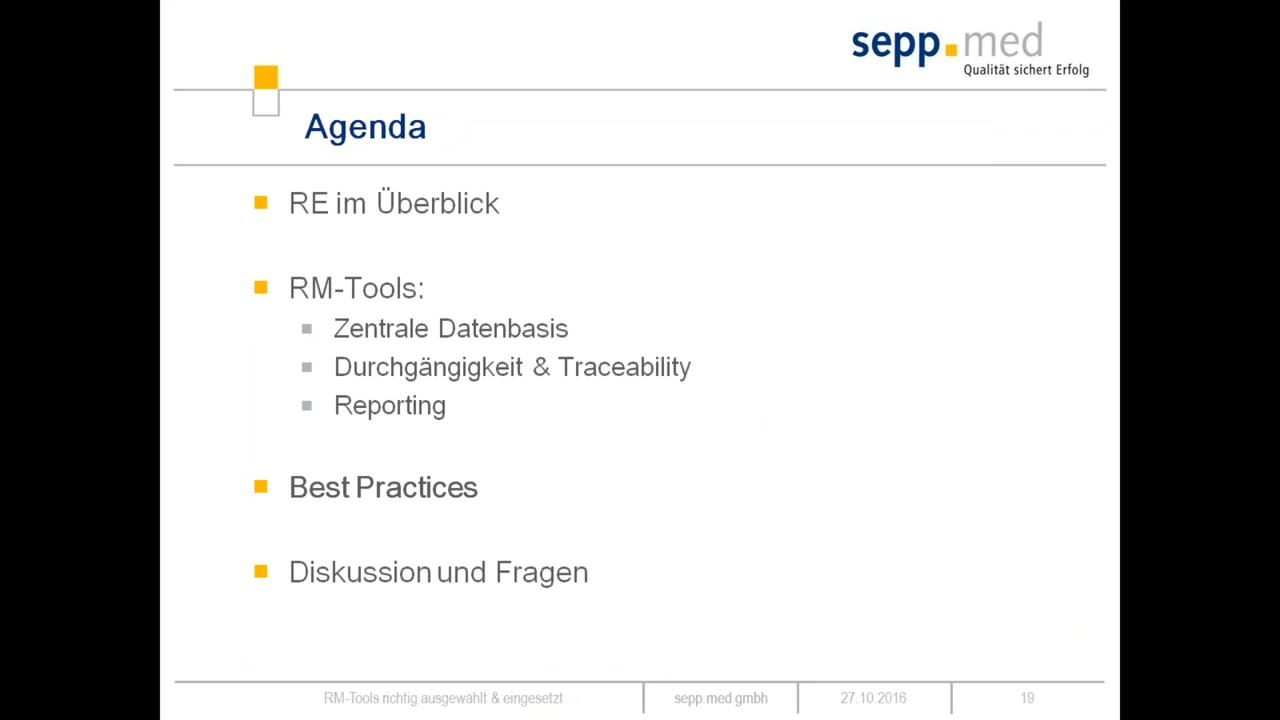 sepp.med
Qualität sichert Erfolg
Agenda
RE im Überblick
RM-Tools:
Zentrale Datenbasis
Durchgängigkeit & Traceability
Reporting
Best Practices
Diskussion und Fragen
RM-Tools richtig ausgewählt & eingesetzt
sepp.med gmbh
27.10.2016
19